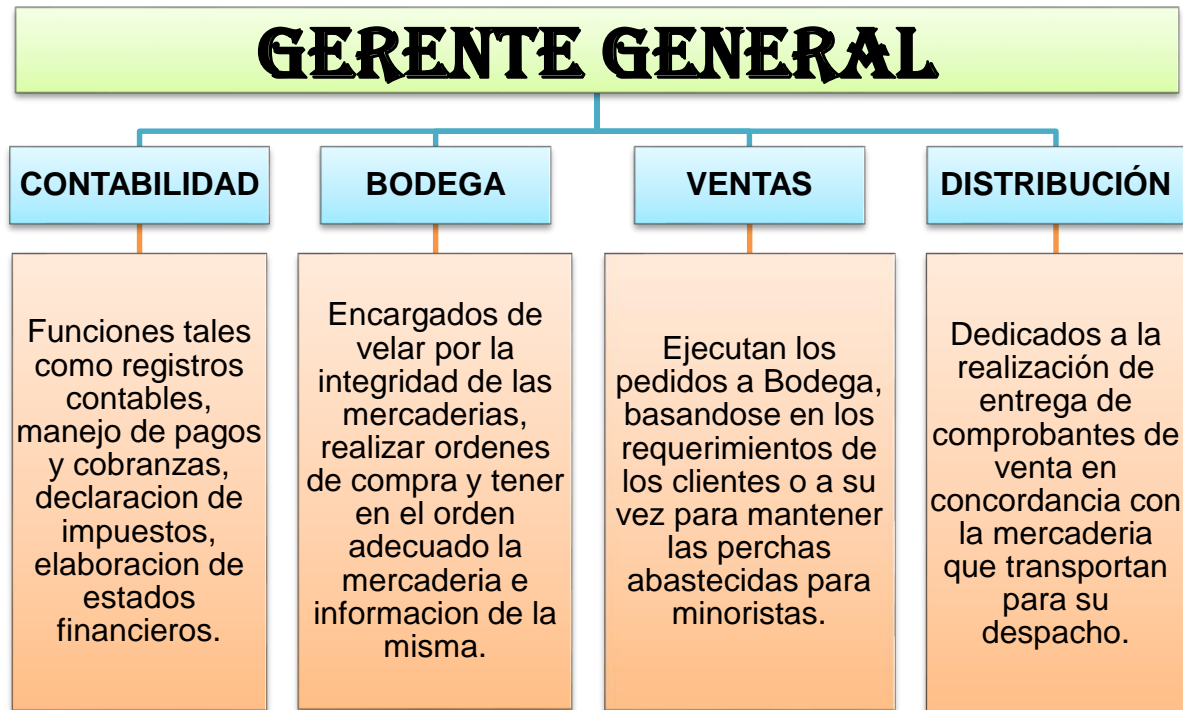 GERENTE GENERAL
CONTABILIDAD
BODEGA
VENTAS
DISTRIBUCIÓN
Funciones tales
como registros
contables,
manejo de pagos
y cobranzas,
declaracion de
impuestos,
elaboracion de
estados
financieros.
Encargados de
velar por la
integridad de las
mercaderias,
realizar ordenes
de compra y tener
en el orden
adecuado la
mercaderia e
informacion de la
misma.
Ejecutan los
pedidos a Bodega,
basandose en los
requerimientos de
los clientes o a su
vez para mantener
las perchas
abastecidas para
minoristas.
Dedicados a la
realización de
entrega de
comprobantes de
venta en
concordancia con
la mercaderia
que transportan
para su
despacho.